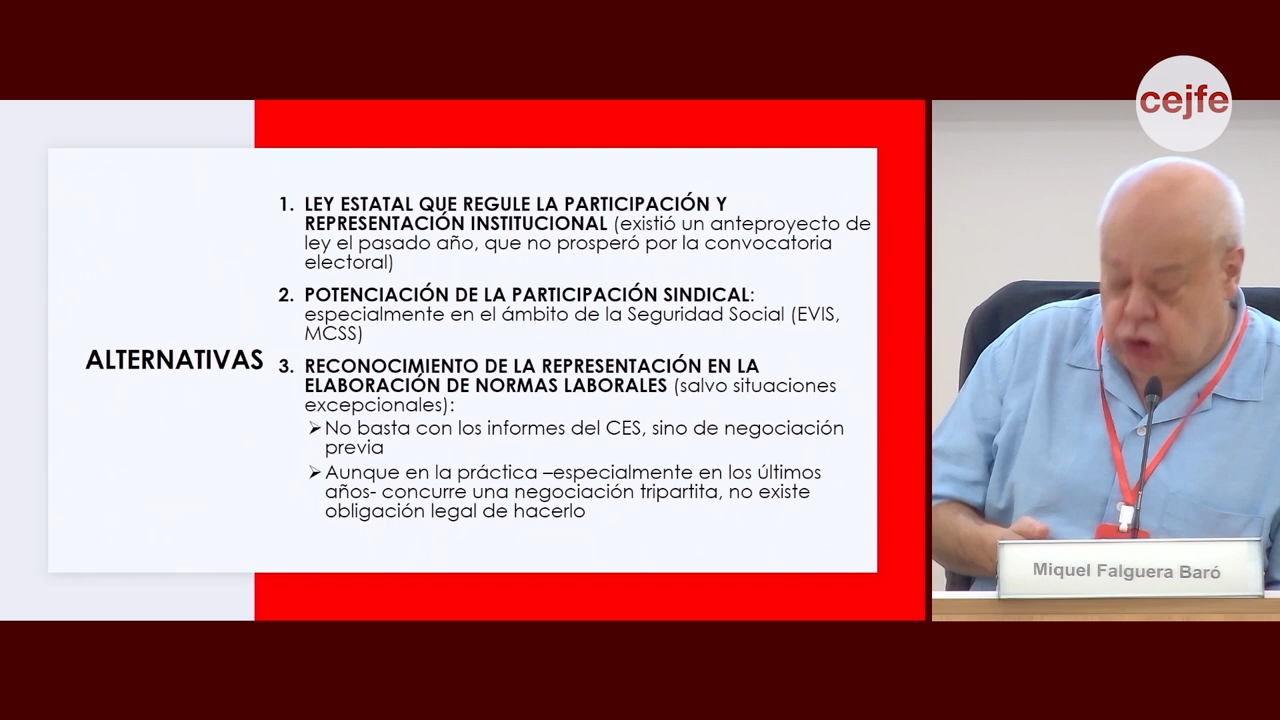 cejfe
ALTERNATIVAS
1. LEY ESTATAL QUE REGULE LA PARTICIPACIÓN Y
REPRESENTACIÓN INSTITUCIONAL (existió un anteproyecto de
ley el pasado año, que no prosperó por la convocatoria
electoral)
2. POTENCIACIÓN DE LA PARTICIPACIÓN SINDICAL:
especialmente en el ámbito de la Seguridad Social (EVIS,
MCSS)
3. RECONOCIMIENTO DE LA REPRESENTACIÓN EN LA
ELABORACIÓN DE NORMAS LABORALES (salvo situaciones
excepcionales):
➢No basta con los informes del CES, sino de negociación
previa
➢Aunque en la práctica –especialmente en los últimos
años- concurre una negociación tripartita, no existe
obligación legal de hacerlo
Miquel Falguera Baró